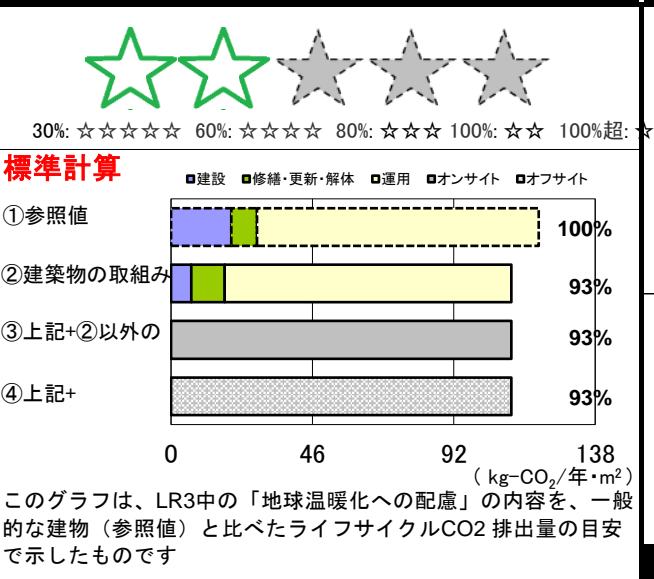 30%: ☆☆☆☆☆ 60%: ☆☆☆☆ 80%: ☆☆☆ 100%: ☆☆ 100%超: ☆
標準計算
■建設 ■修繕・更新・解体 ■運用 ■オンサイト ■オフサイト
①参照値 100%
②建築物の取組み 93%
③上記+②以外の 93%
④上記+ 93%
0 46 92 138
( kg-CO₂/年・m² )
このグラフは、LR3中の「地球温暖化への配慮」の内容を、一般
的な建物（参照値）と比べたライフサイクルCO2 排出量の目安
で示したものです